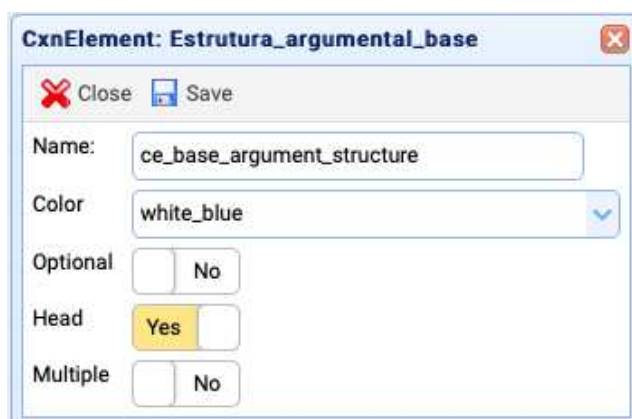 CxnElement: Estrutura_argumental_base
Close Save
Name: ce_base_argument_structure
Color white_blue
Optional No
Head Yes
Multiple No